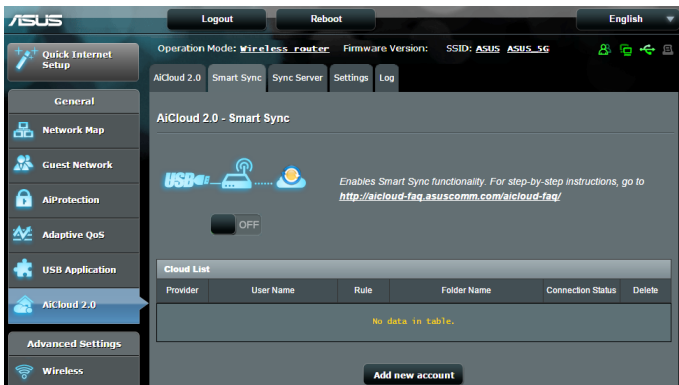 ASUS
Logout
Reboot
English
Quick Internet
Setup
Operation Mode: Wireless router Firmware Version: SSID: ASUS ASUS_5G
AiCloud 2.0
Smart Sync
Sync Server
Settings
Log
General
Network Map
Guest Network
AiProtection
Adaptive QoS
USB Application
AiCloud 2.0
Advanced Settings
Wireless
AiCloud 2.0 - Smart Sync
USB
Enables Smart Sync functionality. For step-by-step instructions, go to
http://aicloud-faq.asuscomm.com/aicloud-faq/
OFF
Cloud List
Provider User Name Rule Folder Name Connection Status Delete
No data in table.
Add new account